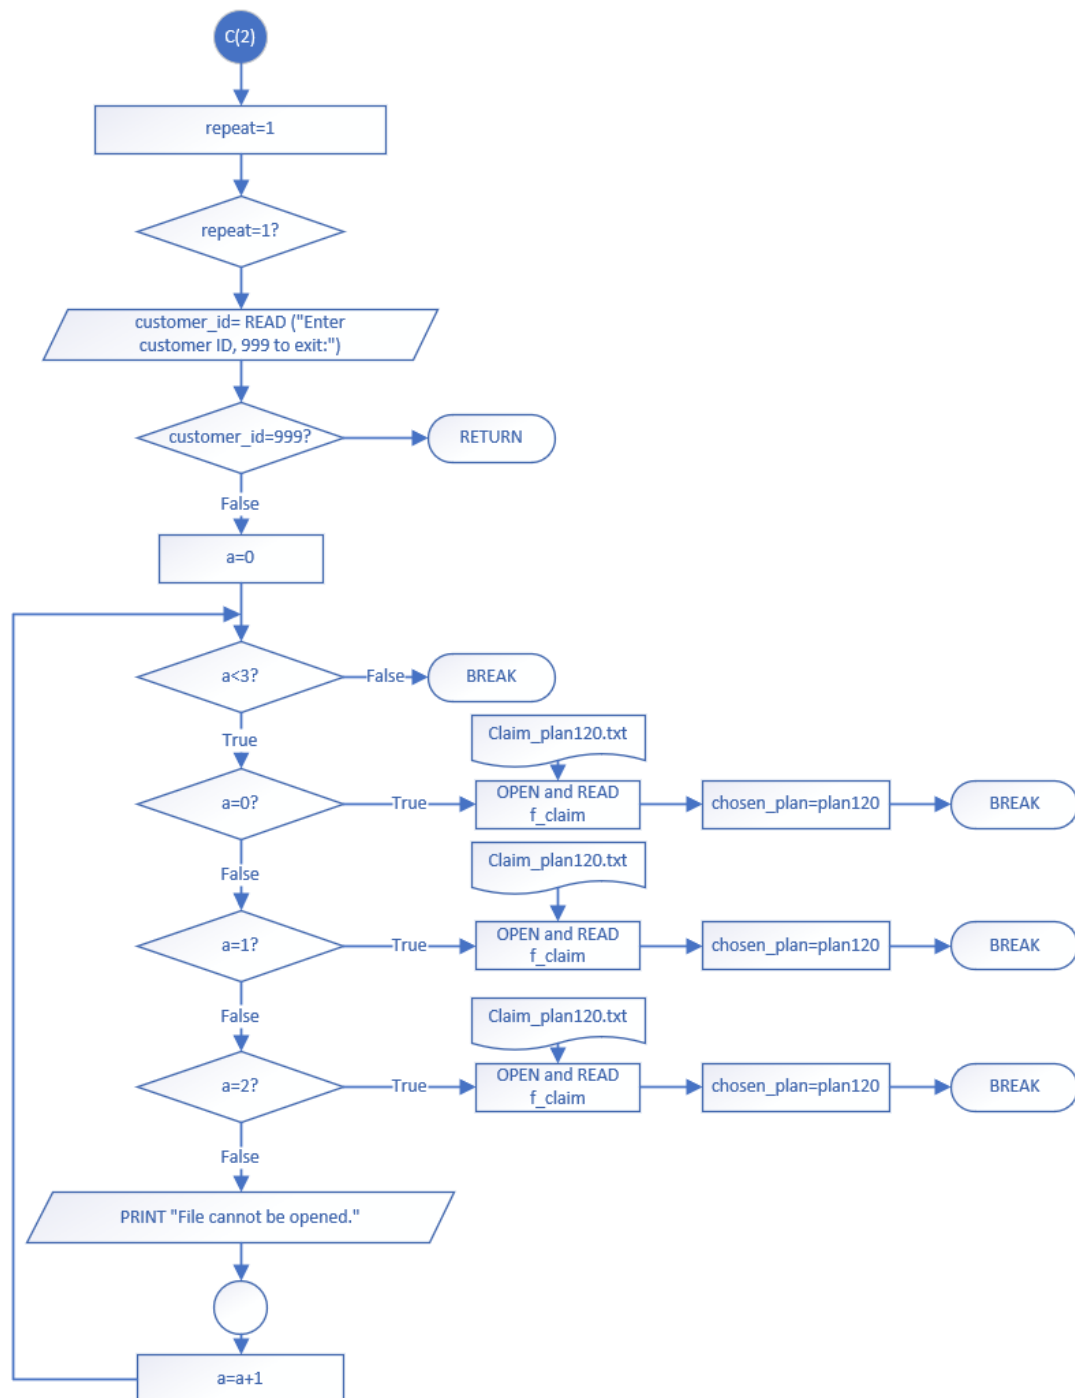 C(2)
repeat=1
repeat=1?
customer_id= READ ("Enter
customer ID, 999 to exit:")
customer_id=999?
RETURN
False
a=0
a<3?
False
BREAK
True
Claim_plan120.txt
a=0?
True
OPEN and READ
f_claim
chosen_plan=plan120
BREAK
False
Claim_plan120.txt
a=1?
True
OPEN and READ
f_claim
chosen_plan=plan120
BREAK
False
Claim_plan120.txt
a=2?
True
OPEN and READ
f_claim
chosen_plan=plan120
BREAK
False
PRINT "File cannot be opened."
a=a+1